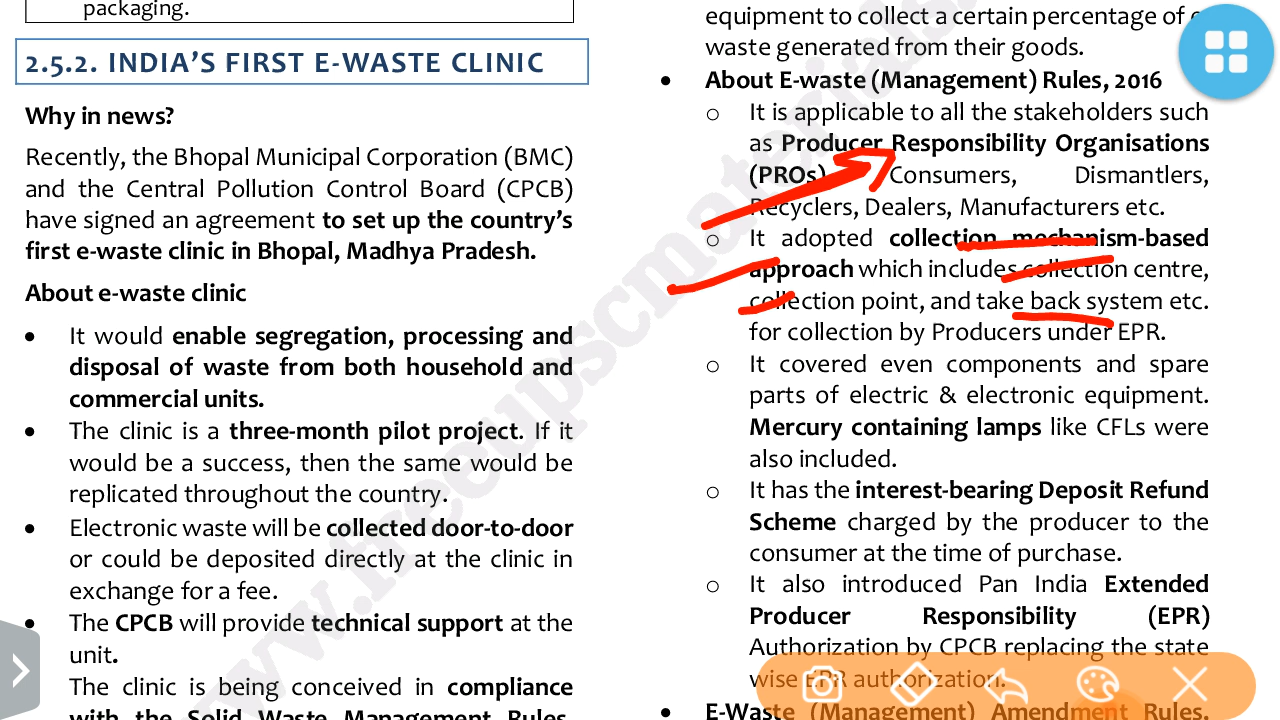 packaging.
2.5.2. INDIA'S FIRST E-WASTE CLINIC
Why in news?
Recently, the Bhopal Municipal Corporation (BMC)
and the Central Pollution Control Board (CPCB)
have signed an agreement to set up the country's
first e-waste clinic in Bhopal, Madhya Pradesh.
About e-waste clinic
• It would enable segregation, processing and
disposal of waste from both household and
commercial units.
• The clinic is a three-month pilot project. If it
would be a success, then the same would be
replicated throughout the country.
• Electronic waste will be collected door-to-door
or could be deposited directly at the clinic in
exchange for a fee.
• The CPCB will provide technical support at the
unit.
The clinic is being conceived in compliance
with the Solid Waste Management Rules,
equipment to collect a certain percentage of e-
waste generated from their goods.
• About E-waste (Management) Rules, 2016
o It is applicable to all the stakeholders such
as Producer Responsibility Organisations
(PROs) Consumers, Dismantlers,
Recyclers, Dealers, Manufacturers etc.
o It adopted collection mechanism-based
approach which includes collection centre,
collection point, and take back system etc.
for collection by Producers under EPR.
o It covered even components and spare
parts of electric & electronic equipment.
Mercury containing lamps like CFLs were
also included.
o It has the interest-bearing Deposit Refund
Scheme charged by the producer to the
consumer at the time of purchase.
o It also introduced Pan India Extended
Producer Responsibility (EPR)
Authorization by CPCB replacing the state
wise EPR authorization.
• E-Waste (Management) Amendment Rules,